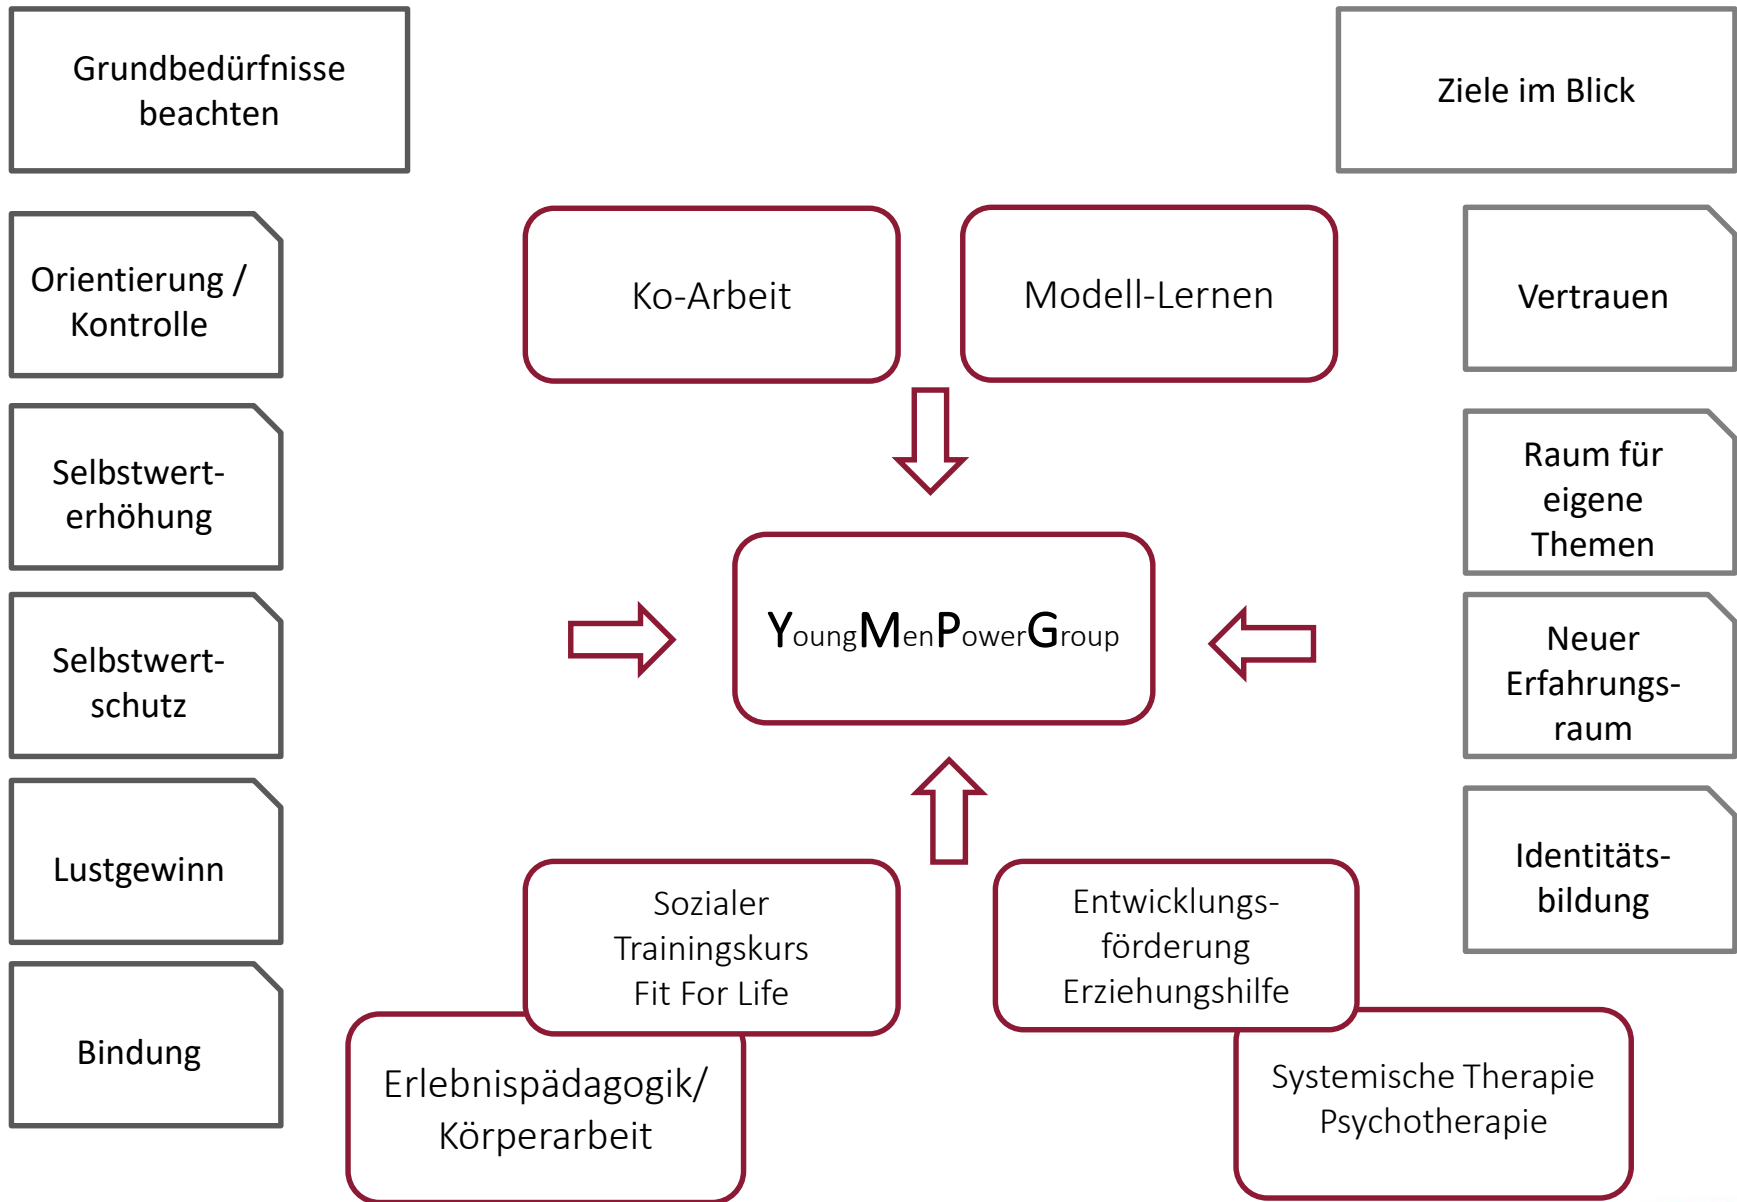 Grundbedürfnisse
beachten
Orientierung /
Kontrolle
Selbstwert-
erhöhung
Selbstwert-
schutz
Lustgewinn
Bindung
Ko-Arbeit
Modell-Lernen
YoungMenPowerGroup
Sozialer
Trainingskurs
Fit For Life
Erlebnispädagogik/
Körperarbeit
Entwicklungs-
förderung
Erziehungshilfe
Systemische Therapie
Psychotherapie
Ziele im Blick
Vertrauen
Raum für
eigene
Themen
Neuer
Erfahrungs-
raum
Identitäts-
bildung